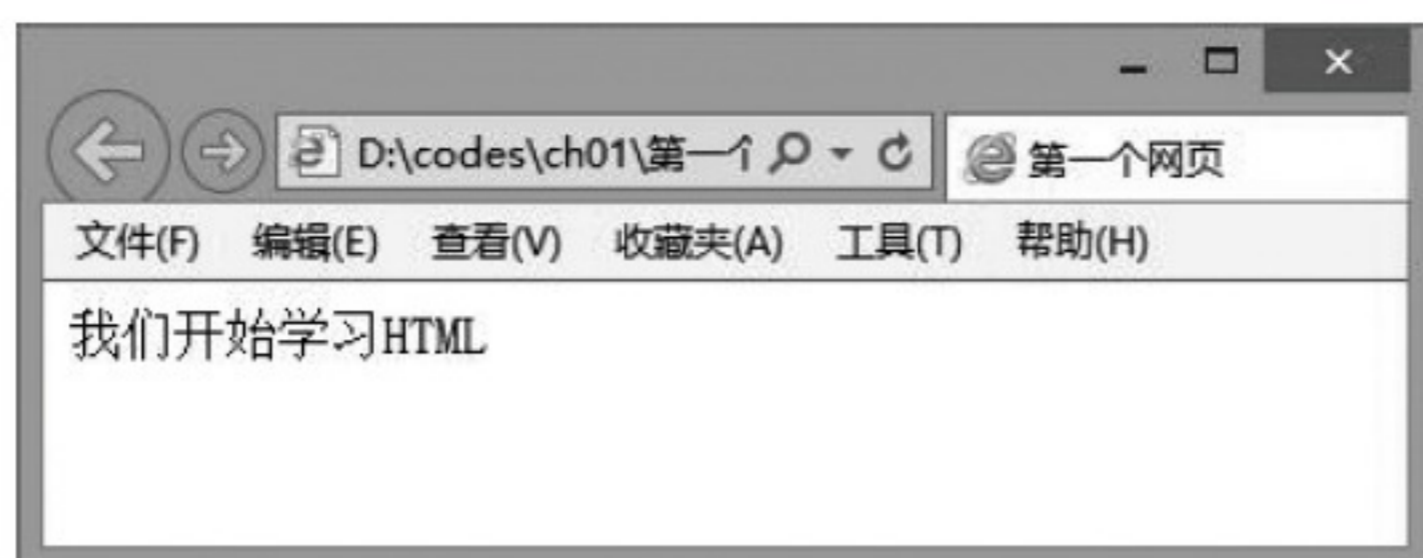 D:\codes\ch01\第一个
第一个网页
文件(F) 编辑(E) 查看(V) 收藏夹(A) 工具(T) 帮助(H)
我们开始学习HTML